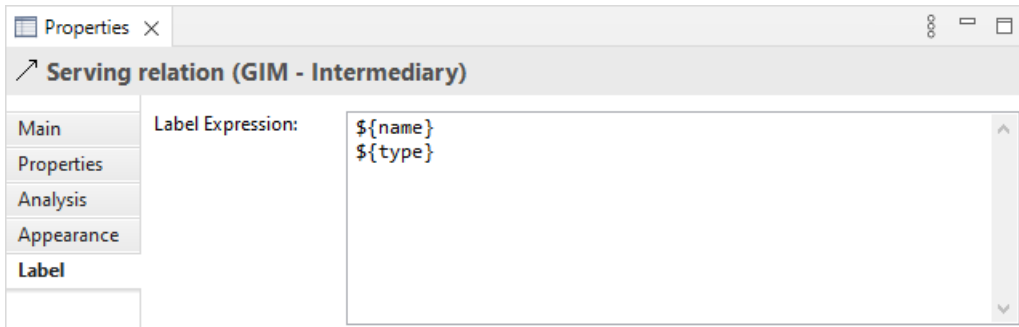 Properties
Serving relation (GIM - Intermediary)
Main
Label Expression:
${name}
${type}
Properties
Analysis
Appearance
Label